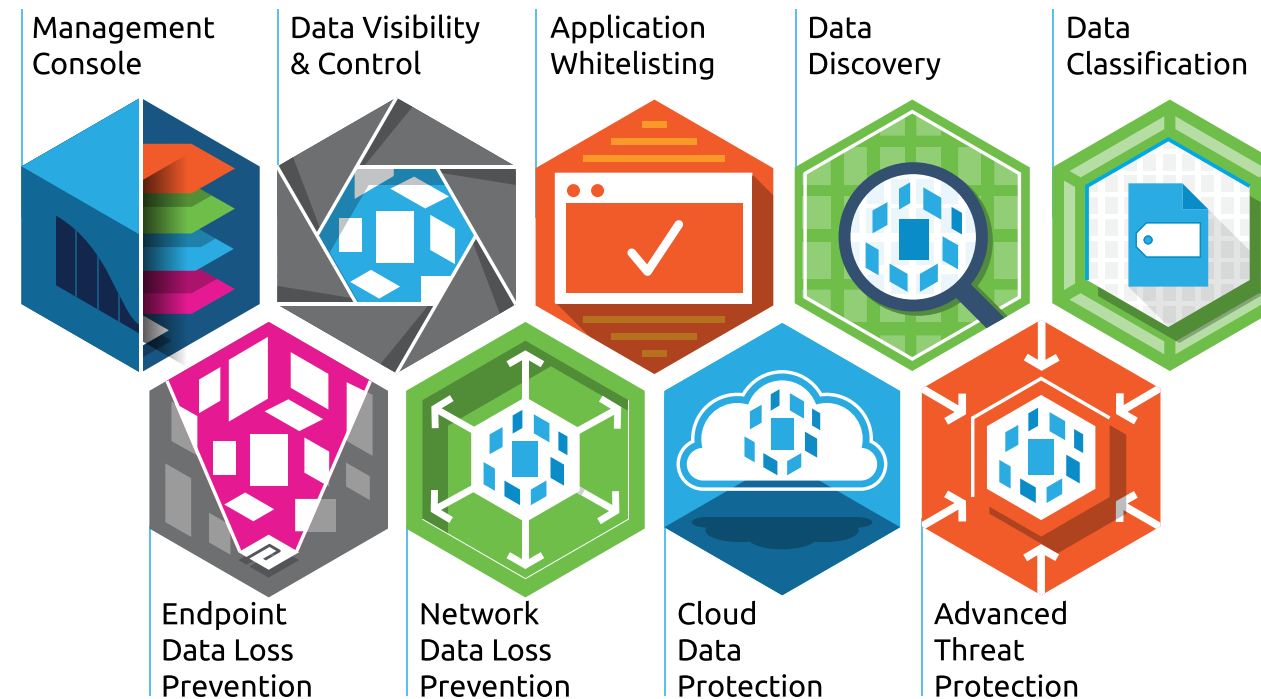 Management
Console
Data Visibility
& Control
Application
Whitelisting
Data
Discovery
Data
Classification
Endpoint
Data Loss
Prevention
Network
Data Loss
Prevention
Cloud
Data
Protection
Advanced
Threat
Protection